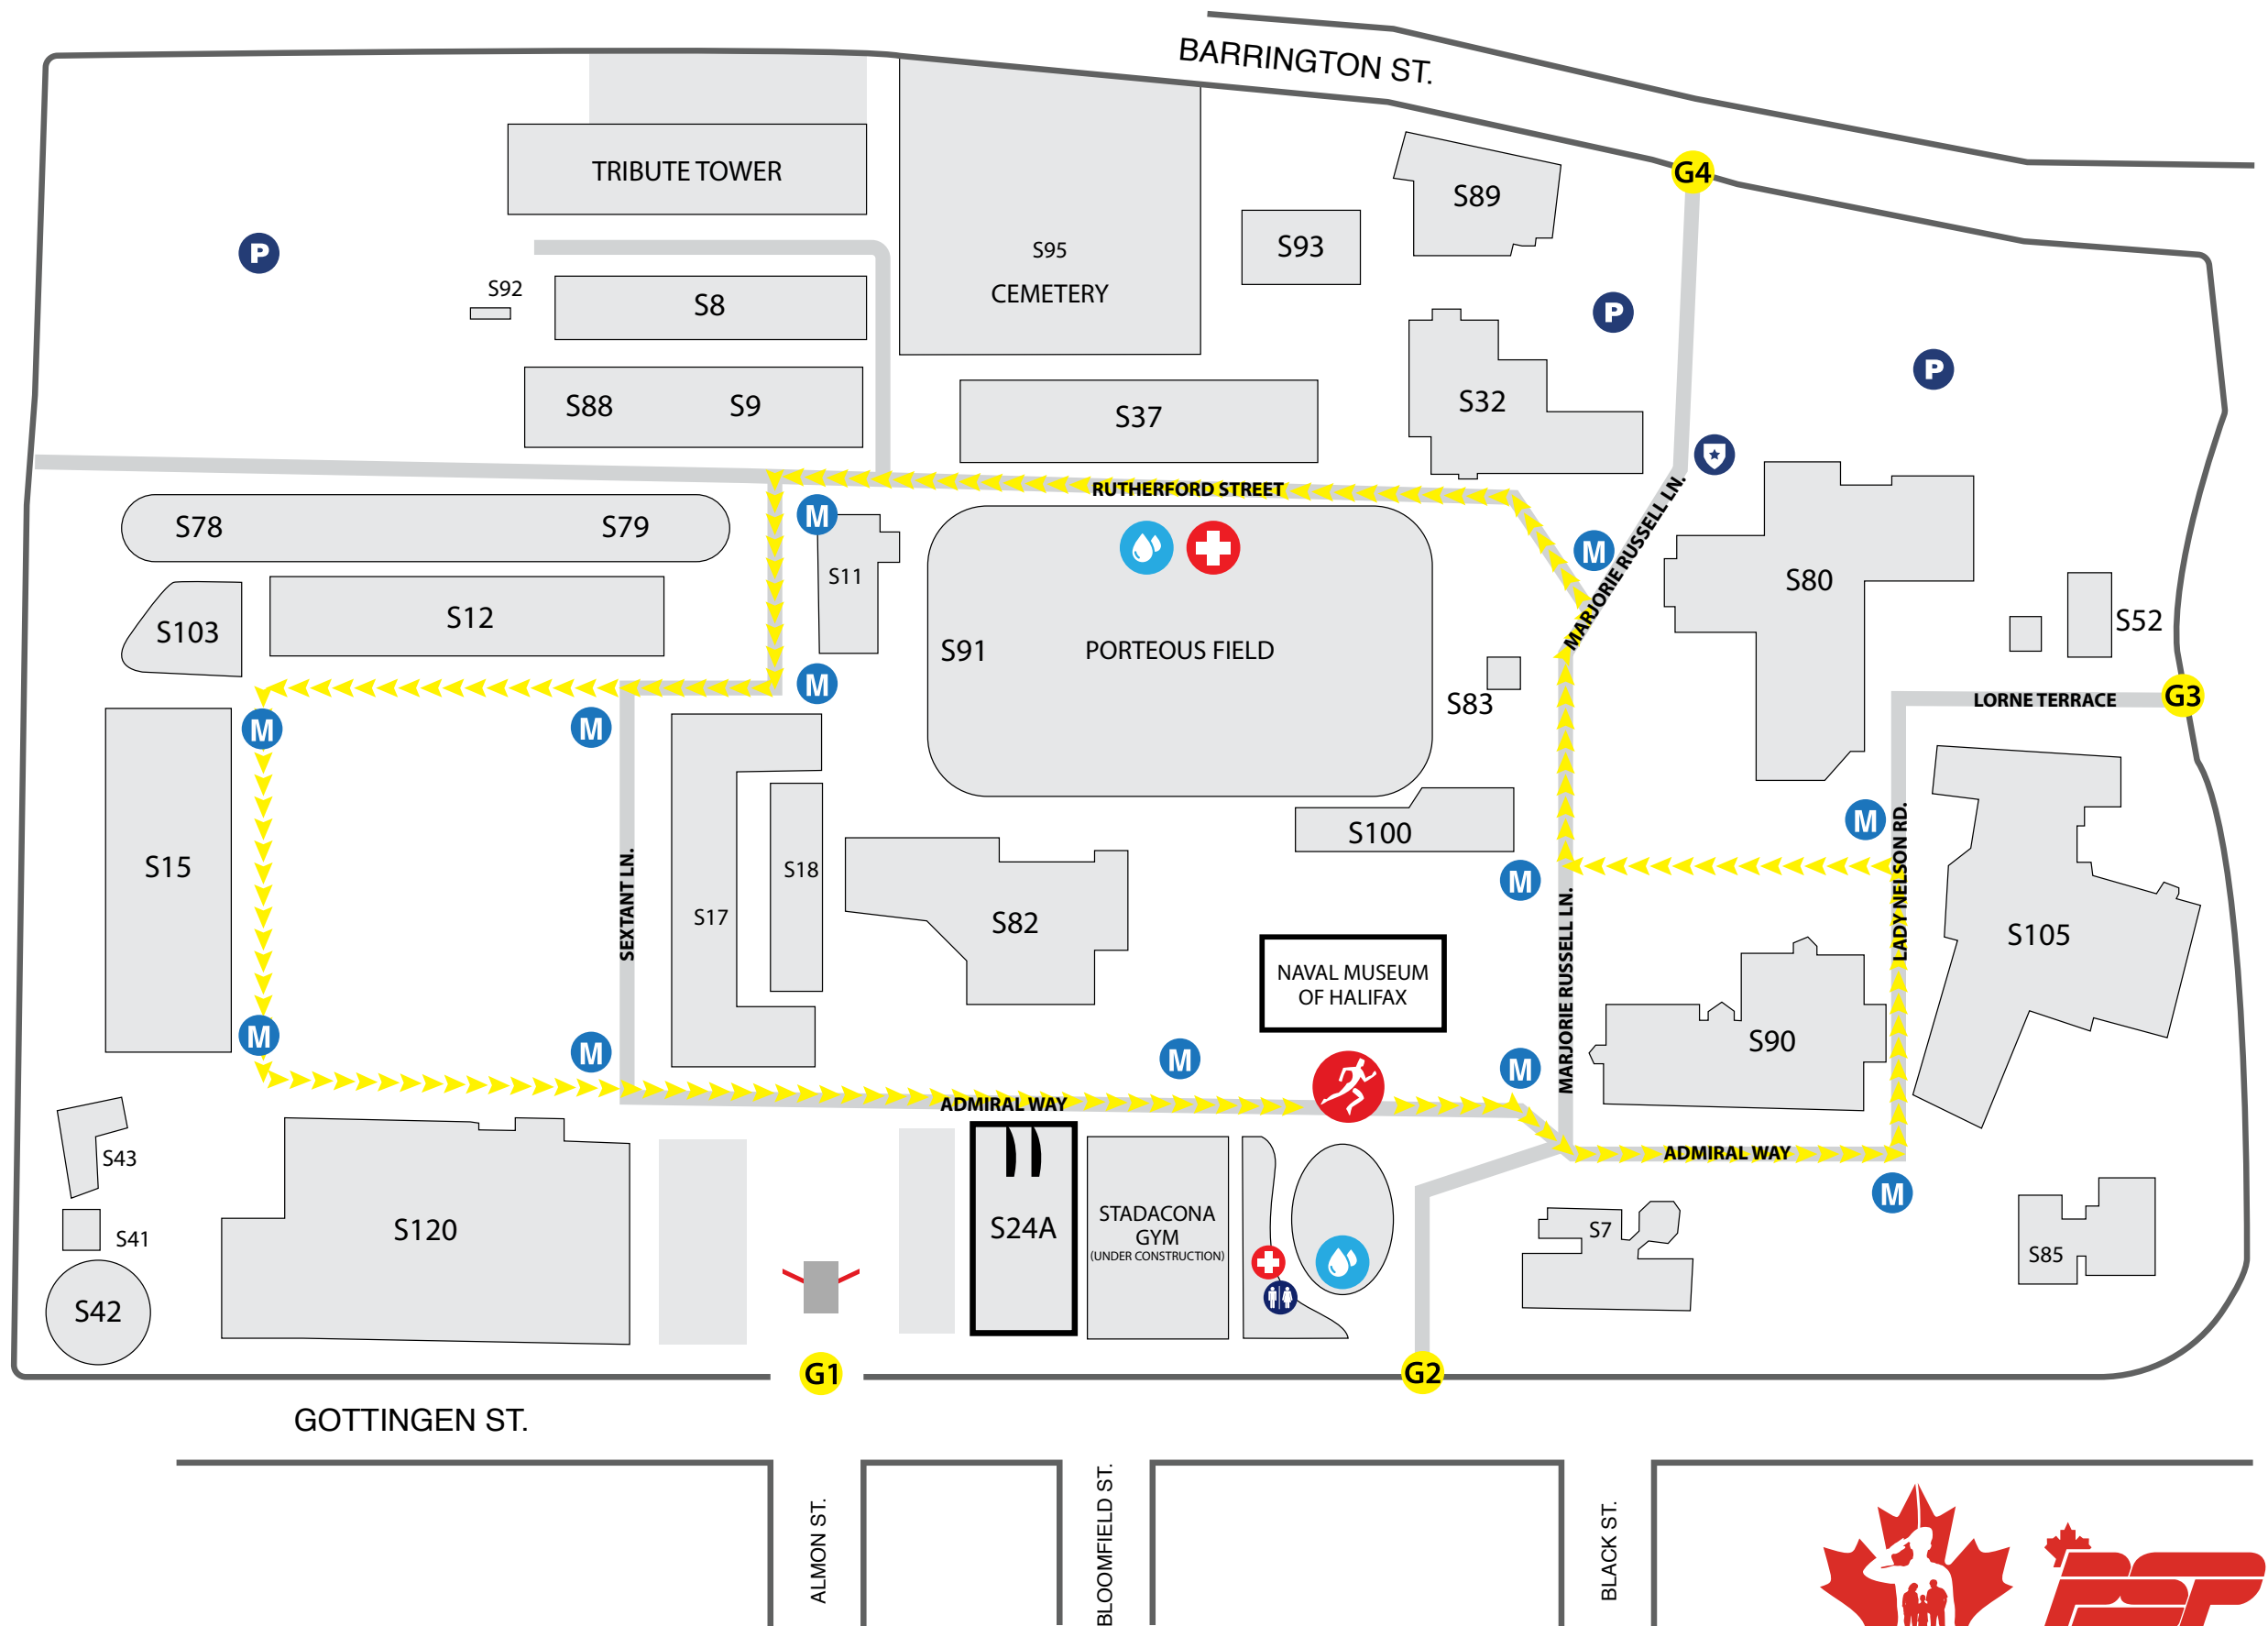 BARRINGTON ST.
G4
TRIBUTE TOWER
S89
S93
S95
CEMETERY
P
S92
S8
P
P
S88
S9
S37
S32
RUTHERFORD STREET
MARJORIE RUSSELL LN.
M
S78
S79
M
S11
S80
S103
S12
S91
PORTEOUS FIELD
S83
S52
M
LORNE TERRACE
G3
M
M
M
S15
SEXTANT LN.
S17
S18
S82
S100
M
MARJORIE RUSSELL LN.
LADY NELSON RD.
S105
NAVAL MUSEUM
OF HALIFAX
S90
M
M
M
M
ADMIRAL WAY
ADMIRAL WAY
M
S43
S41
S42
S120
S24A
STADACONA
GYM
(UNDER CONSTRUCTION)
S7
S85
G1
G2
GOTTINGEN ST.
ALMON ST.
BLOOMFIELD ST.
BLACK ST.
PSP